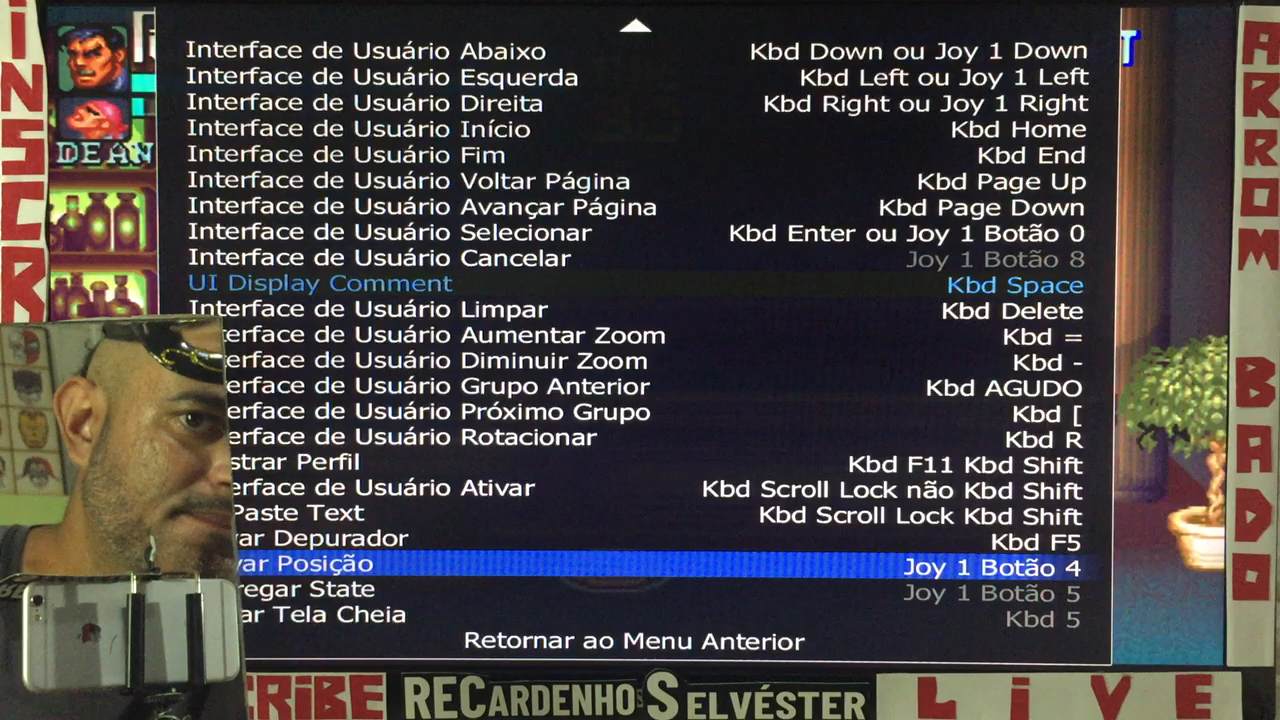 INSCR
DEAN
T
ARROMBADO
Interface de Usuário Abaixo Kbd Down ou Joy 1 Down
Interface de Usuário Esquerda Kbd Left ou Joy 1 Left
Interface de Usuário Direita Kbd Right ou Joy 1 Right
Interface de Usuário Início Kbd Home
Interface de Usuário Fim Kbd End
Interface de Usuário Voltar Página Kbd Page Up
Interface de Usuário Avançar Página Kbd Page Down
Interface de Usuário Selecionar Kbd Enter ou Joy 1 Botão 0
Interface de Usuário Cancelar Joy 1 Botão 8
UI Display Comment Kbd Space
Interface de Usuário Limpar Kbd Delete
terface de Usuário Aumentar Zoom Kbd =
erface de Usuário Diminuir Zoom Kbd -
erface de Usuário Grupo Anterior Kbd AGUDO
erface de Usuário Próximo Grupo Kbd [
erface de Usuário Rotacionar Kbd R
strar Perfil Kbd F11 Kbd Shift
erface de Usuário Ativar Kbd Scroll Lock não Kbd Shift
Paste Text Kbd Scroll Lock Kbd Shift
var Depurador Kbd F5
var Posição Joy 1 Botão 4
regar State Joy 1 Botão 5
ar Tela Cheia Kbd 5
Retornar ao Menu Anterior
CRIBE RECARDENHO SELVÉSTER LiVE